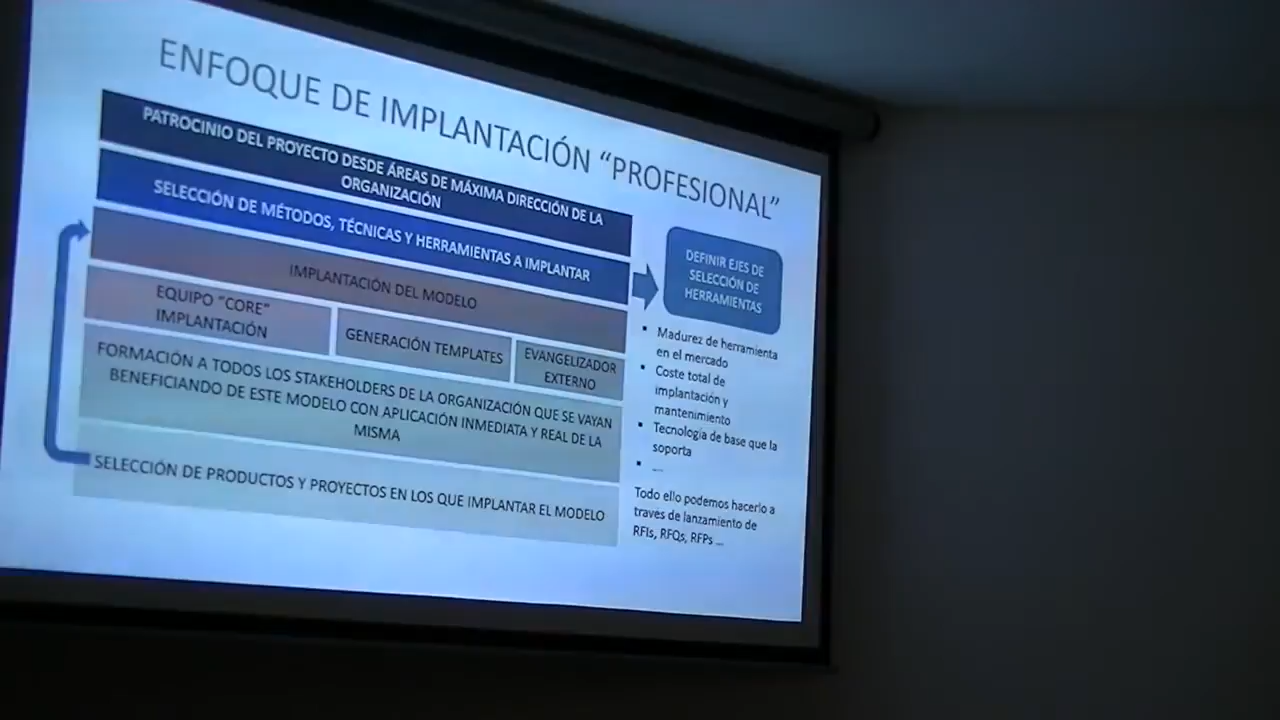 ENFOQUE DE IMPLANTACIÓN “PROFESIONAL”
PATROCINIO DEL PROYECTO DESDE ÁREAS DE MÁXIMA DIRECCIÓN DE LA
ORGANIZACIÓN
SELECCIÓN DE MÉTODOS, TÉCNICAS Y HERRAMIENTAS A IMPLANTAR
IMPLANTACIÓN DEL MODELO
EQUIPO “CORE”
IMPLANTACIÓN
GENERACIÓN TEMPLATES
EVANGELIZADOR
EXTERNO
FORMACIÓN A TODOS LOS STAKEHOLDERS DE LA ORGANIZACIÓN QUE SE VAYAN
BENEFICIANDO DE ESTE MODELO CON APLICACIÓN INMEDIATA Y REAL DE LA
MISMA
SELECCIÓN DE PRODUCTOS Y PROYECTOS EN LOS QUE IMPLANTAR EL MODELO
DEFINIR EJES DE
SELECCIÓN DE
HERRAMIENTAS
▪ Madurez de herramienta
en el mercado
▪ Coste total de
implantación y
mantenimiento
▪ Tecnología de base que la
soporta
▪ ....
Todo ello podemos hacerlo a
traves de lanzamiento de
RFIs, RFQs, RFPs ...